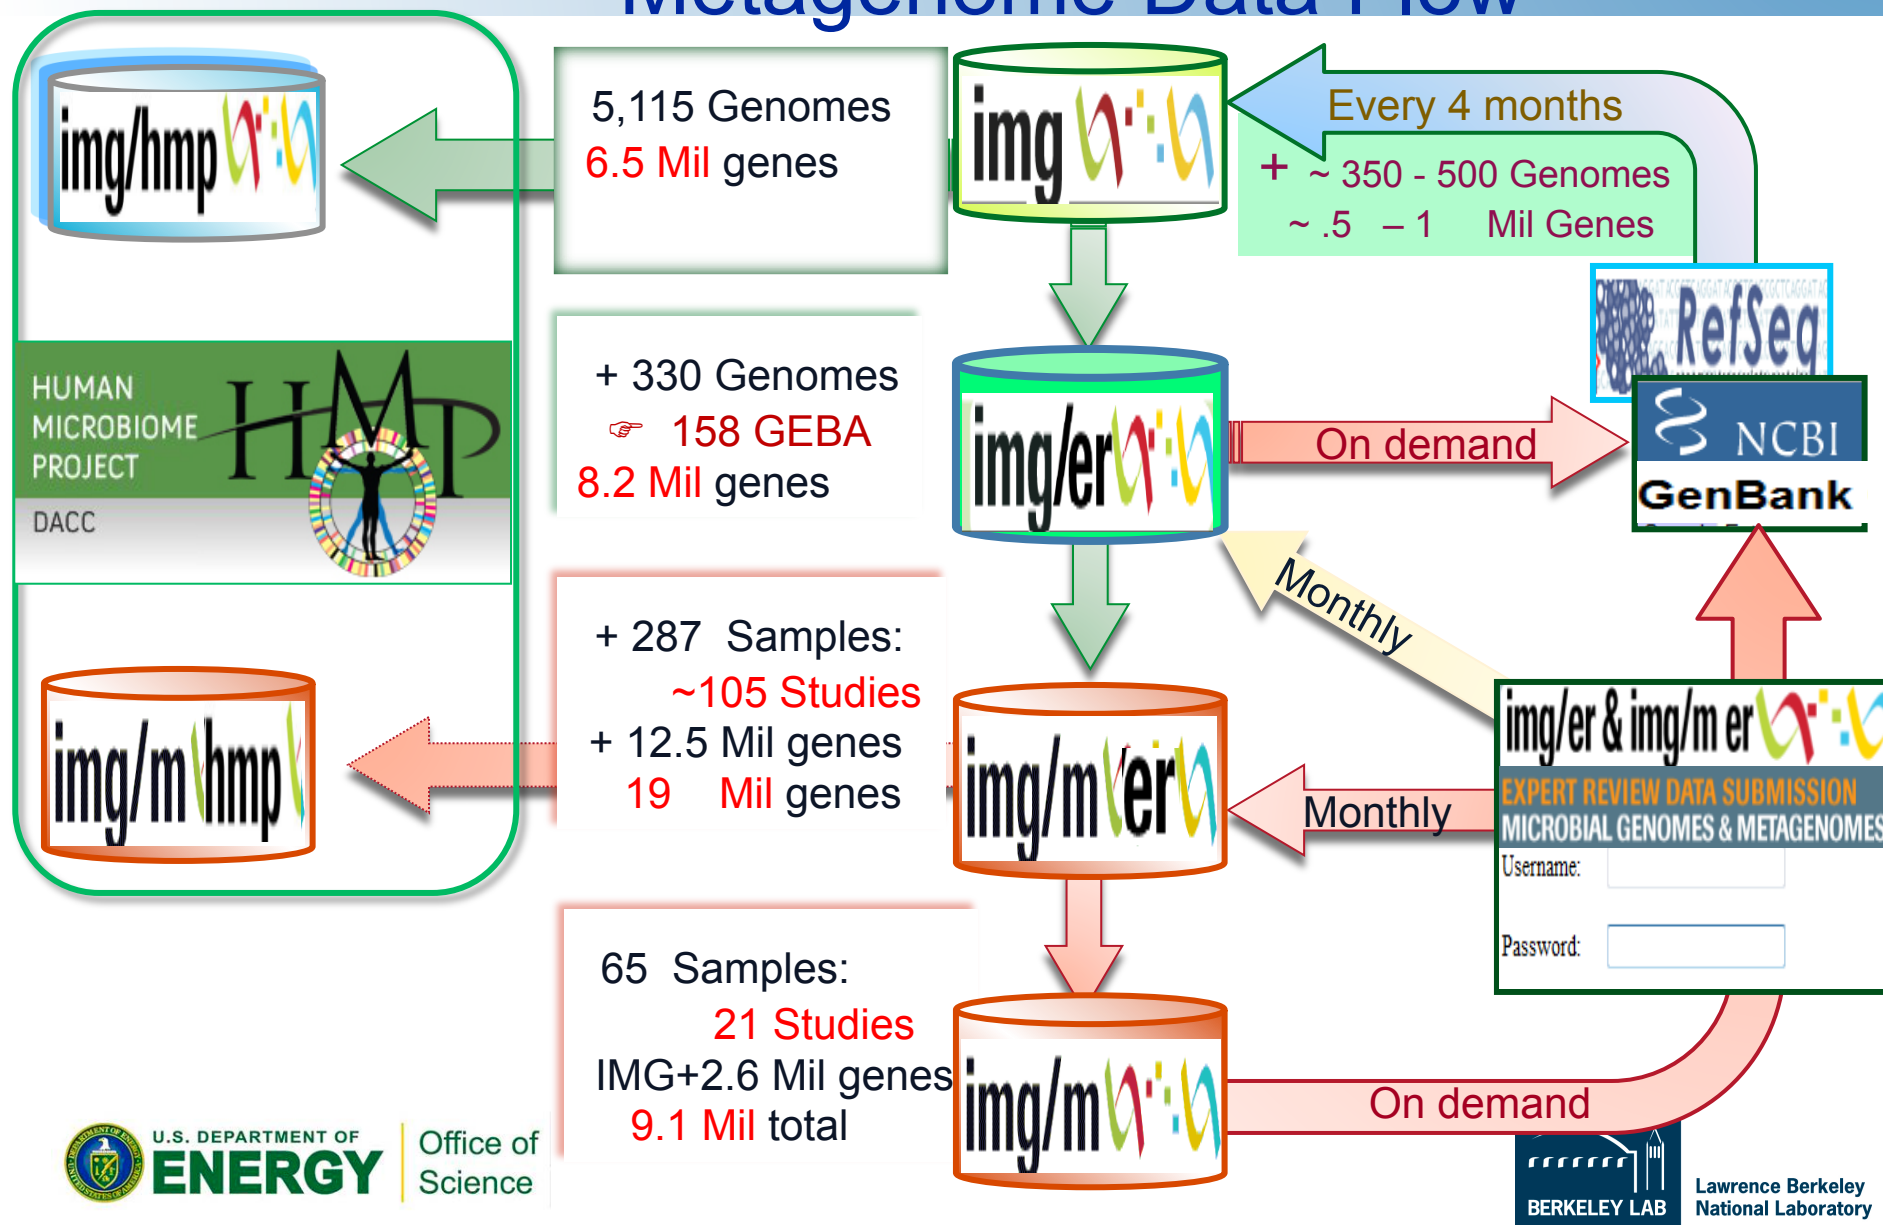 Metagenome Data Flow
img/hmp
5,115 Genomes
6.5 Mil genes
img
Every 4 months
+ ~ 350 - 500 Genomes
~ .5 – 1 Mil Genes
RefSeq
HUMAN
MICROBIOME
PROJECT
HMP
DACC
+ 330 Genomes
☞ 158 GEBA
8.2 Mil genes
img/er
On demand
NCBI
GenBank
Monthly
+ 287 Samples:
~105 Studies
+ 12.5 Mil genes
19 Mil genes
img/m hmp
img/m er
Monthly
img/er & img/m er
EXPERT REVIEW DATA SUBMISSION
MICROBIAL GENOMES & METAGENOMES
Username:
Password:
65 Samples:
21 Studies
IMG+2.6 Mil genes
9.1 Mil total
img/m
On demand
U.S. DEPARTMENT OF
ENERGY
Office of
Science
BERKELEY LAB
Lawrence Berkeley
National Laboratory